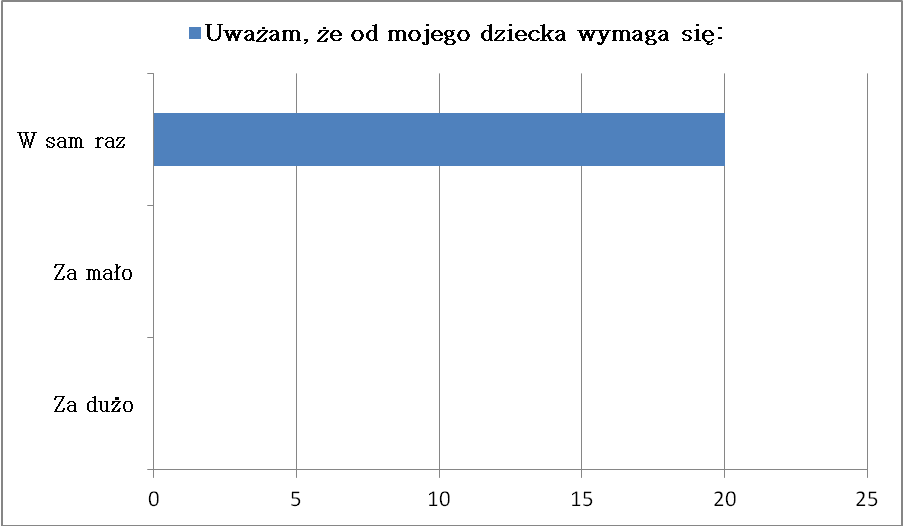 Uważam, że od mojego dziecka wymaga się:
W sam raz
Za mało
Za dużo
0 5 10 15 20 25